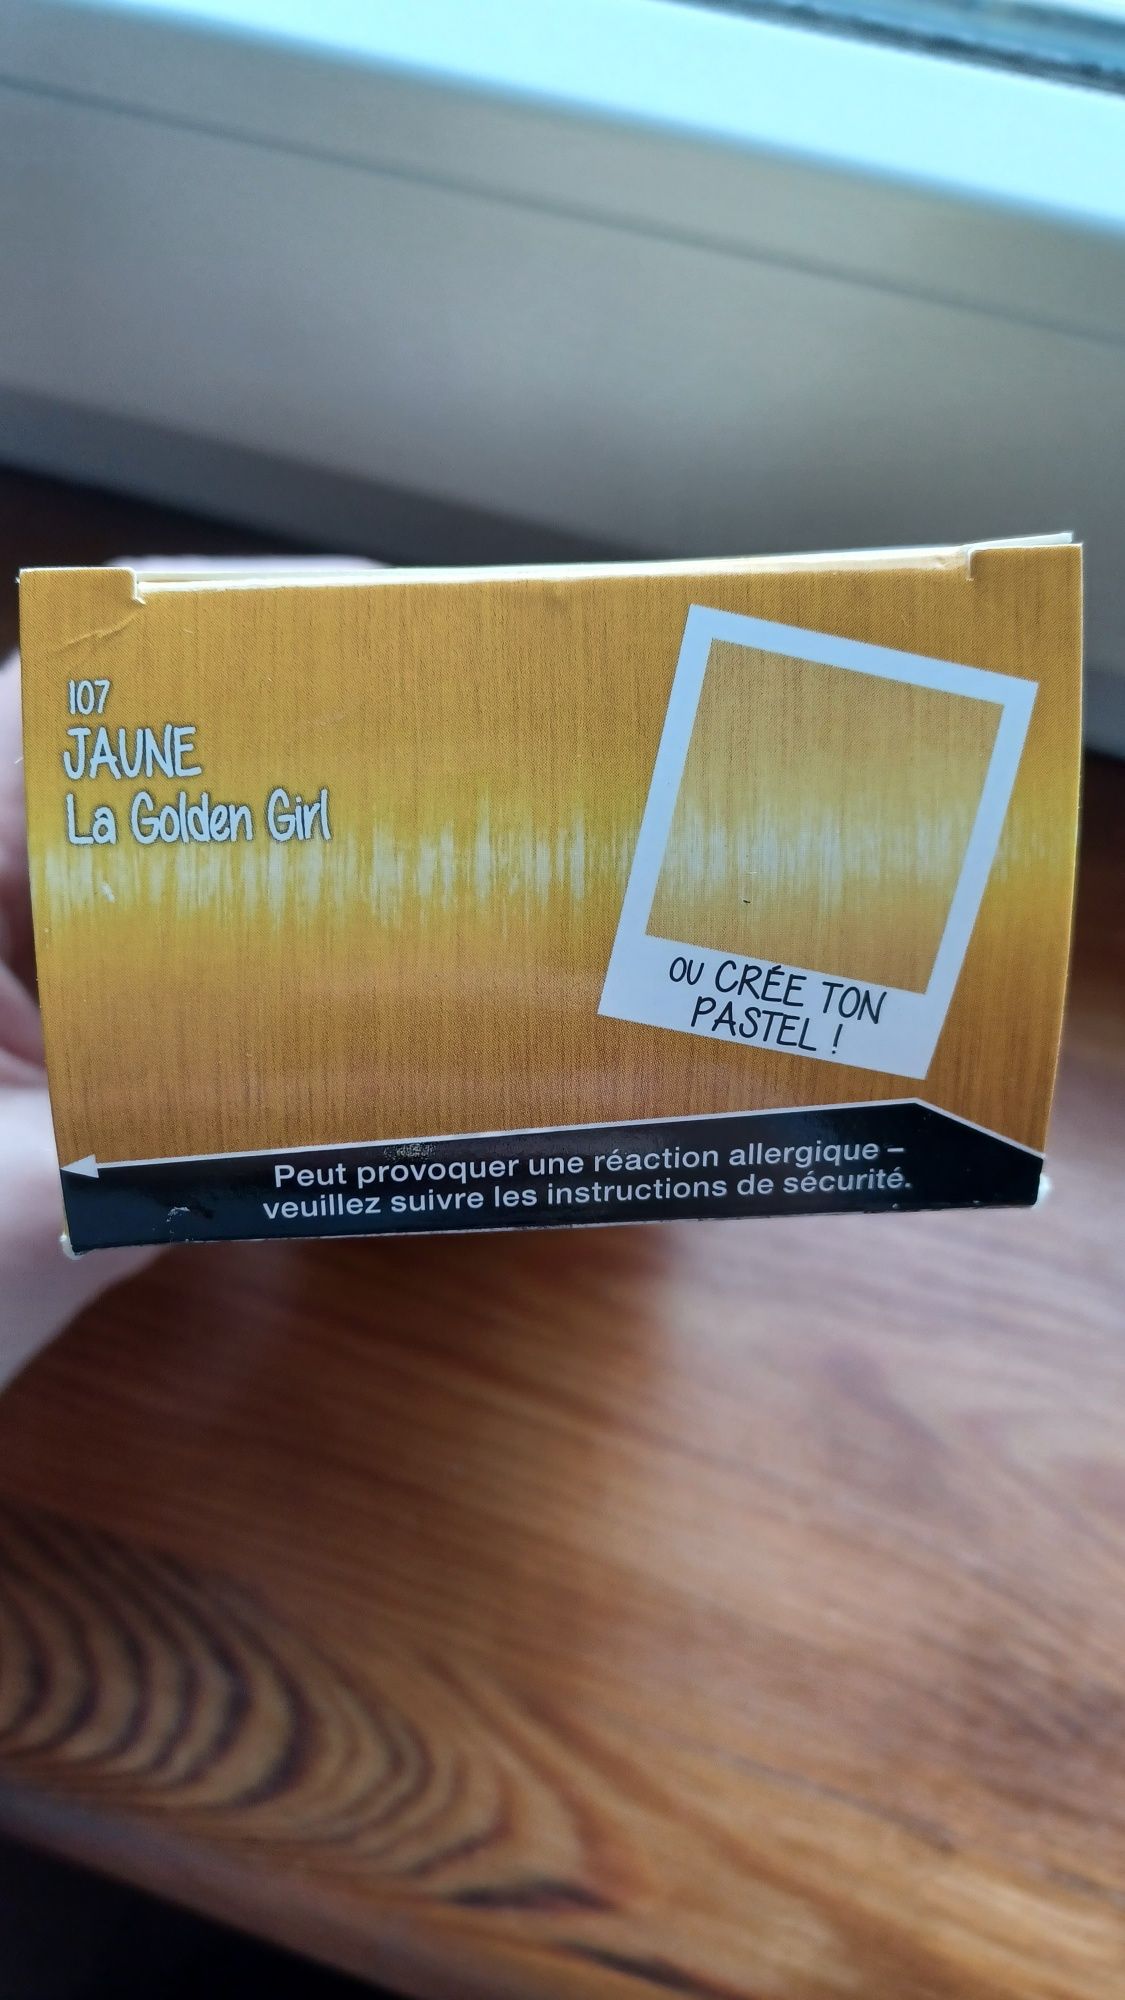 107
JAUNE
La Golden Girl
OU CRÉE TON
PASTEL !
Peut provoquer une réaction allergique –
veuillez suivre les instructions de sécurité.